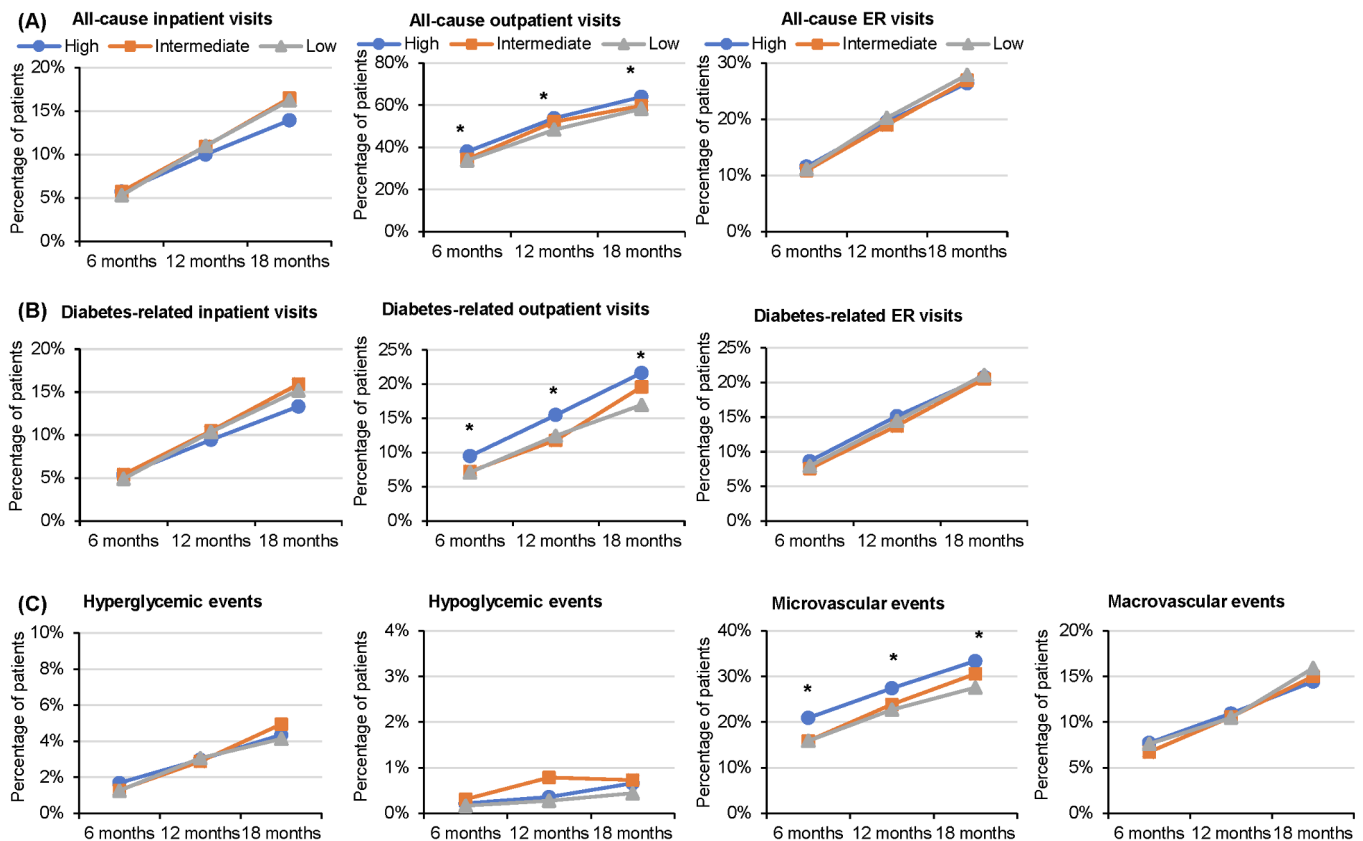 (A)
All-cause inpatient visits
High Intermediate Low
Percentage of patients
20%
15%
10%
5%
0%
6 months 12 months 18 months
All-cause outpatient visits
High Intermediate Low
Percentage of patients
80%
60%
40%
20%
0%
* * *
6 months 12 months 18 months
All-cause ER visits
High Intermediate Low
Percentage of patients
30%
20%
10%
0%
6 months 12 months 18 months
(B)
Diabetes-related inpatient visits
Percentage of patients
20%
15%
10%
5%
0%
6 months 12 months 18 months
Diabetes-related outpatient visits
Percentage of patients
25%
20%
15%
10%
5%
0%
* * *
6 months 12 months 18 months
Diabetes-related ER visits
Percentage of patients
25%
20%
15%
10%
5%
0%
6 months 12 months 18 months
(C)
Hyperglycemic events
Percentage of patients
10%
8%
6%
4%
2%
0%
6 months 12 months 18 months
Hypoglycemic events
Percentage of patients
4%
3%
2%
1%
0%
6 months 12 months 18 months
Microvascular events
Percentage of patients
40%
30%
20%
10%
0%
* * *
6 months 12 months 18 months
Macrovascular events
Percentage of patients
20%
15%
10%
5%
0%
6 months 12 months 18 months